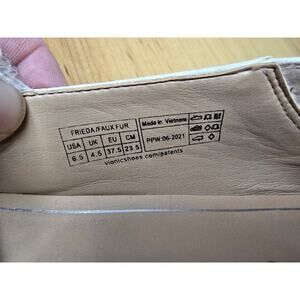 FRIEDA/FAUX FUR
USA UK EU CM
6.5 4.5 37.5 23.5
Made in Vietnam
PPW:06-2021
vionicshoes.com/patents